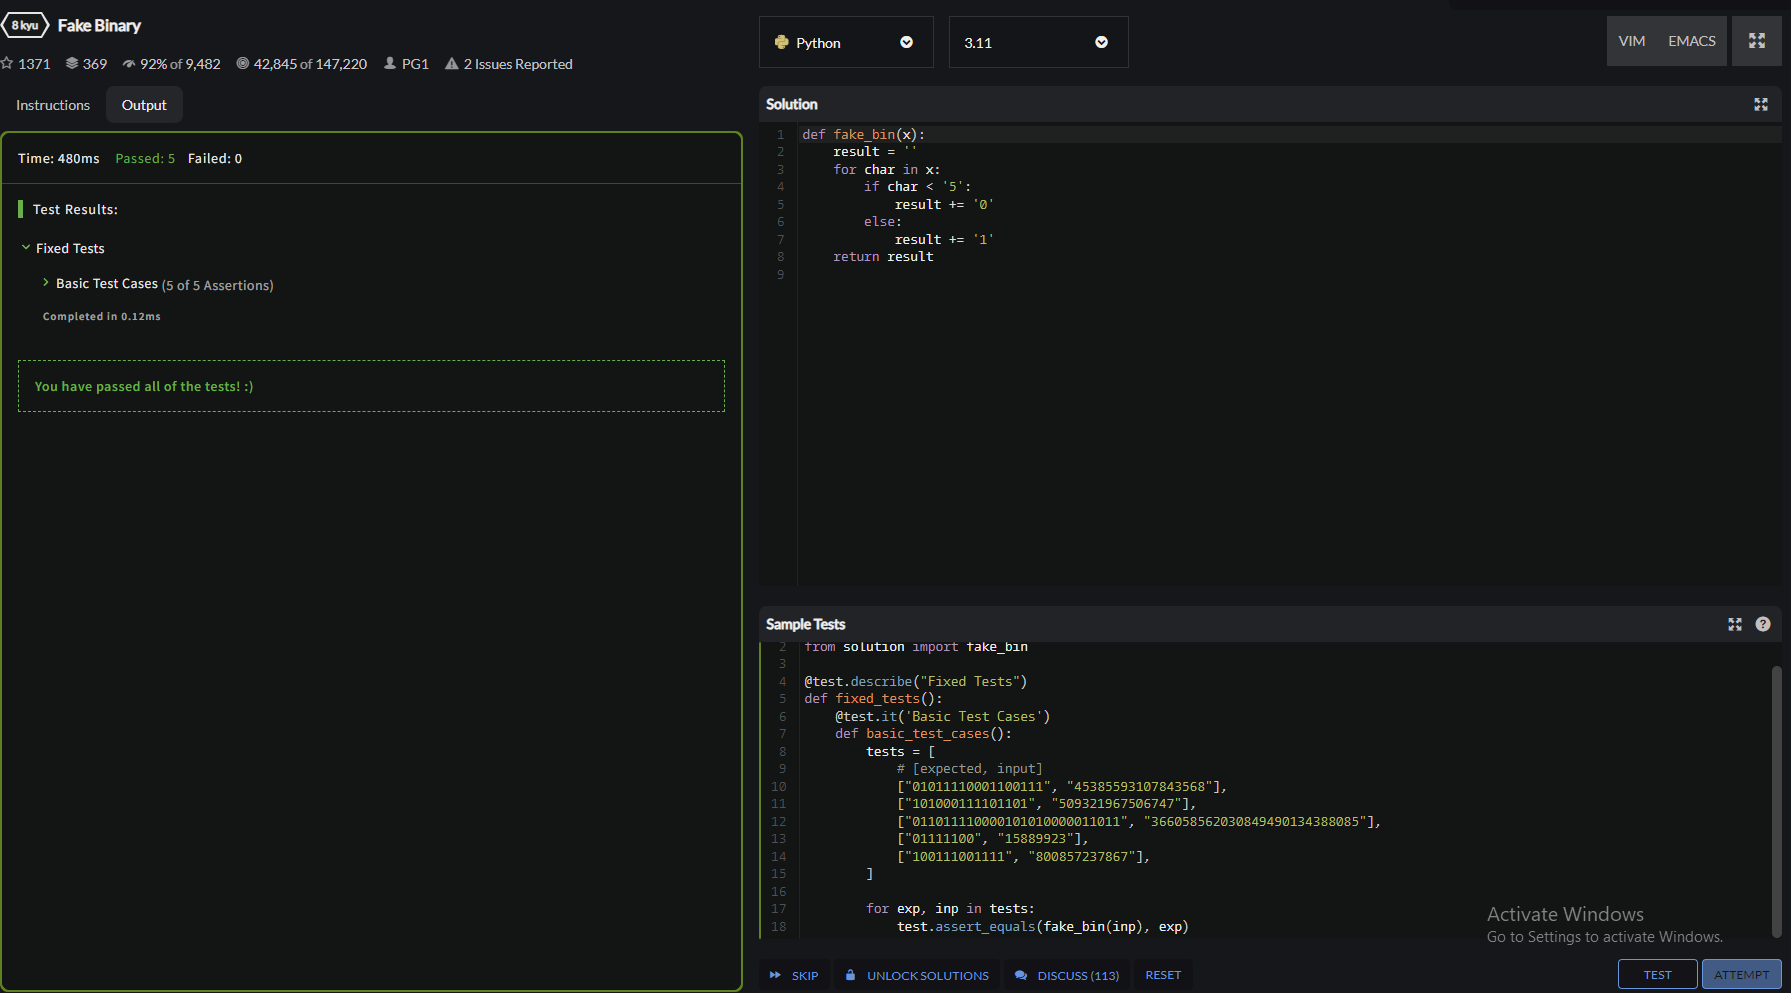 8 kyu Fake Binary
1371 369 92% of 9,482 42,845 of 147,220 PG1 2 Issues Reported
Instructions Output
Time: 480ms Passed: 5 Failed: 0
Test Results:
Fixed Tests
Basic Test Cases (5 of 5 Assertions)
Completed in 0.12ms
You have passed all of the tests! :)
Python 3.11 VIM EMACS
Solution
1 def fake_bin(x):
2     result = ''
3     for char in x:
4         if char < '5':
5             result += '0'
6         else:
7             result += '1'
8     return result
9
Sample Tests
2 from solution import fake_bin
3
4 @test.describe("Fixed Tests")
5 def fixed_tests():
6     @test.it('Basic Test Cases')
7     def basic_test_cases():
8         tests = [
9             # [expected, input]
10             ["01011110001100111", "45385593107843568"],
11             ["101000111101101", "509321967506747"],
12             ["011011110000101010000011011", "366058562030849490134388085"],
13             ["01111100", "15889923"],
14             ["100111001111", "800857237867"],
15         ]
16
17         for exp, inp in tests:
18             test.assert_equals(fake_bin(inp), exp)
Activate Windows
Go to Settings to activate Windows.
SKIP UNLOCK SOLUTIONS DISCUSS (113) RESET TEST ATTEMPT